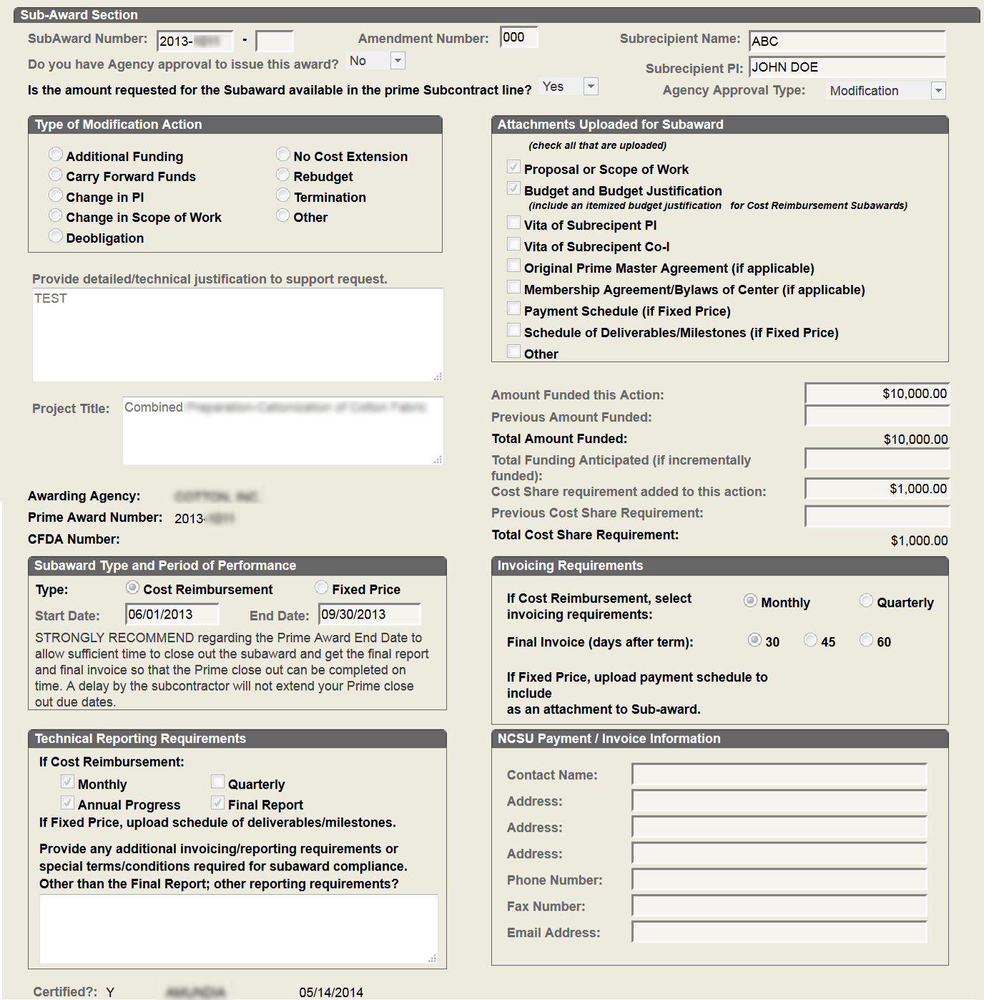 Sub-Award Section
SubAward Number: 2013- - Amendment Number: 000 Subrecipient Name: ABC
Do you have Agency approval to issue this award? No Subrecipient PI: JOHN DOE
Is the amount requested for the Subaward available in the prime Subcontract line? Yes Agency Approval Type: Modification
Type of Modification Action
Additional Funding No Cost Extension
Carry Forward Funds Rebudget
Change in PI Termination
Change in Scope of Work Other
Deobligation
Provide detailed/technical justification to support request.
TEST
Project Title: Combined
Awarding Agency:
Prime Award Number: 2013-
CFDA Number:
Attachments Uploaded for Subaward
(check all that are uploaded)
Proposal or Scope of Work
Budget and Budget Justification
(include an itemized budget justification for Cost Reimbursement Subawards)
Vita of Subrecipent PI
Vita of Subrecipent Co-I
Original Prime Master Agreement (if applicable)
Membership Agreement/Bylaws of Center (if applicable)
Payment Schedule (if Fixed Price)
Schedule of Deliverables/Milestones (if Fixed Price)
Other
Amount Funded this Action: $10,000.00
Previous Amount Funded:
Total Amount Funded: $10,000.00
Total Funding Anticipated (if incrementally
funded):
Cost Share requirement added to this action: $1,000.00
Previous Cost Share Requirement:
Total Cost Share Requirement: $1,000.00
Subaward Type and Period of Performance
Type: Cost Reimbursement Fixed Price
Start Date: 06/01/2013 End Date: 09/30/2013
STRONGLY RECOMMEND regarding the Prime Award End Date to
allow sufficient time to close out the subaward and get the final report
and final invoice so that the Prime close out can be completed on
time. A delay by the subcontractor will not extend your Prime close
out due dates.
Invoicing Requirements
If Cost Reimbursement, select
invoicing requirements: Monthly Quarterly
Final Invoice (days after term): 30 45 60
If Fixed Price, upload payment schedule to
include
as an attachment to Sub-award.
Technical Reporting Requirements
If Cost Reimbursement:
Monthly Quarterly
Annual Progress Final Report
If Fixed Price, upload schedule of deliverables/milestones.
Provide any additional invoicing/reporting requirements or
special terms/conditions required for subaward compliance.
Other than the Final Report; other reporting requirements?
NCSU Payment / Invoice Information
Contact Name:
Address:
Address:
Address:
Phone Number:
Fax Number:
Email Address:
Certified?: Y 05/14/2014